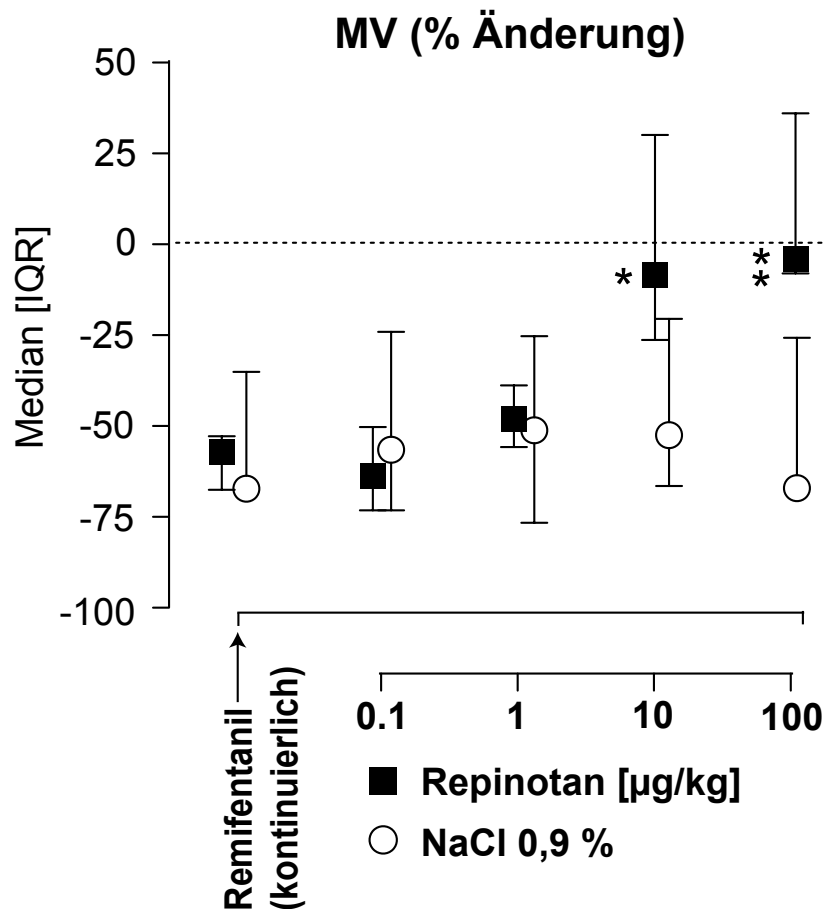 MV (% Änderung)
50
25
0
-25
-50
-75
-100
Median [IQR]
*
*
*
Remifentanil
(kontinuierlich)
0.1 1 10 100
Repinotan [µg/kg]
NaCl 0,9 %